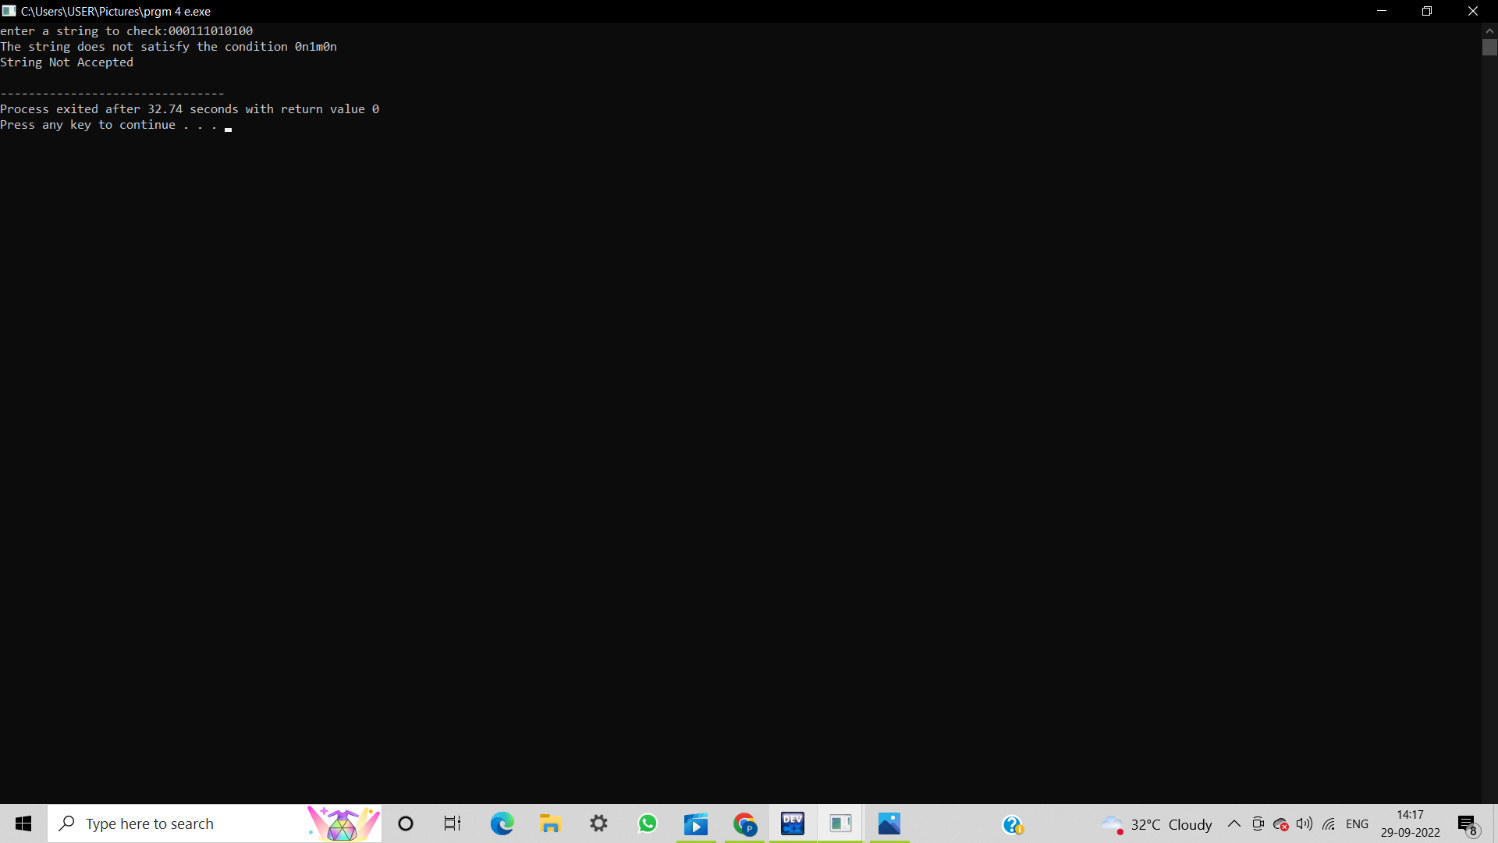 C:\Users\USER\Pictures\prgm 4 e.exe
enter a string to check:000111010100
The string does not satisfy the condition 0n1m0n
String Not Accepted
--------------------------------
Process exited after 32.74 seconds with return value 0
Press any key to continue . . .
Type here to search
P
DEV
C++
32°C Cloudy
ENG
14:17
29-09-2022
8